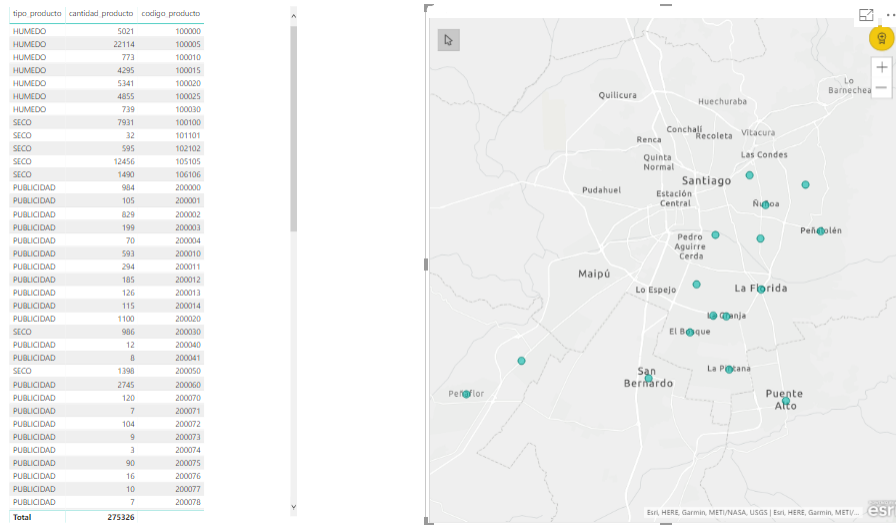 tipo_producto cantidad_producto codigo_producto
HUMEDO 5021 100000
HUMEDO 22114 100005
HUMEDO 773 100010
HUMEDO 4295 100015
HUMEDO 5341 100020
HUMEDO 4855 100025
HUMEDO 739 100030
SECO 7931 100100
SECO 32 101101
SECO 595 102102
SECO 12456 105105
SECO 1490 106106
PUBLICIDAD 984 200000
PUBLICIDAD 105 200001
PUBLICIDAD 829 200002
PUBLICIDAD 199 200003
PUBLICIDAD 70 200004
PUBLICIDAD 593 200010
PUBLICIDAD 294 200011
PUBLICIDAD 185 200012
PUBLICIDAD 126 200013
PUBLICIDAD 115 200014
PUBLICIDAD 1100 200020
SECO 986 200030
PUBLICIDAD 12 200040
PUBLICIDAD 8 200041
SECO 1398 200050
PUBLICIDAD 2745 200060
PUBLICIDAD 120 200070
PUBLICIDAD 7 200071
PUBLICIDAD 104 200072
PUBLICIDAD 9 200073
PUBLICIDAD 3 200074
PUBLICIDAD 90 200075
PUBLICIDAD 16 200076
PUBLICIDAD 10 200077
PUBLICIDAD 7 200078
Total 275326
Lo
Barnechea
Quilicura
Huechuraba
Conchalí
Recoleta
Vitacura
Renca
Quinta
Normal
Las Condes
Santiago
Pudahuel
Estación
Central
Ñuñoa
Peñalolén
Pedro
Aguirre
Cerda
Maipú
Lo Espejo
La Florida
La Granja
El Bosque
San
Bernardo
La Pintana
Peñaflor
Puente
Alto
Esri, HERE, Garmin, METI/NASA, USGS | Esri, HERE, Garmin, METI/...
esri